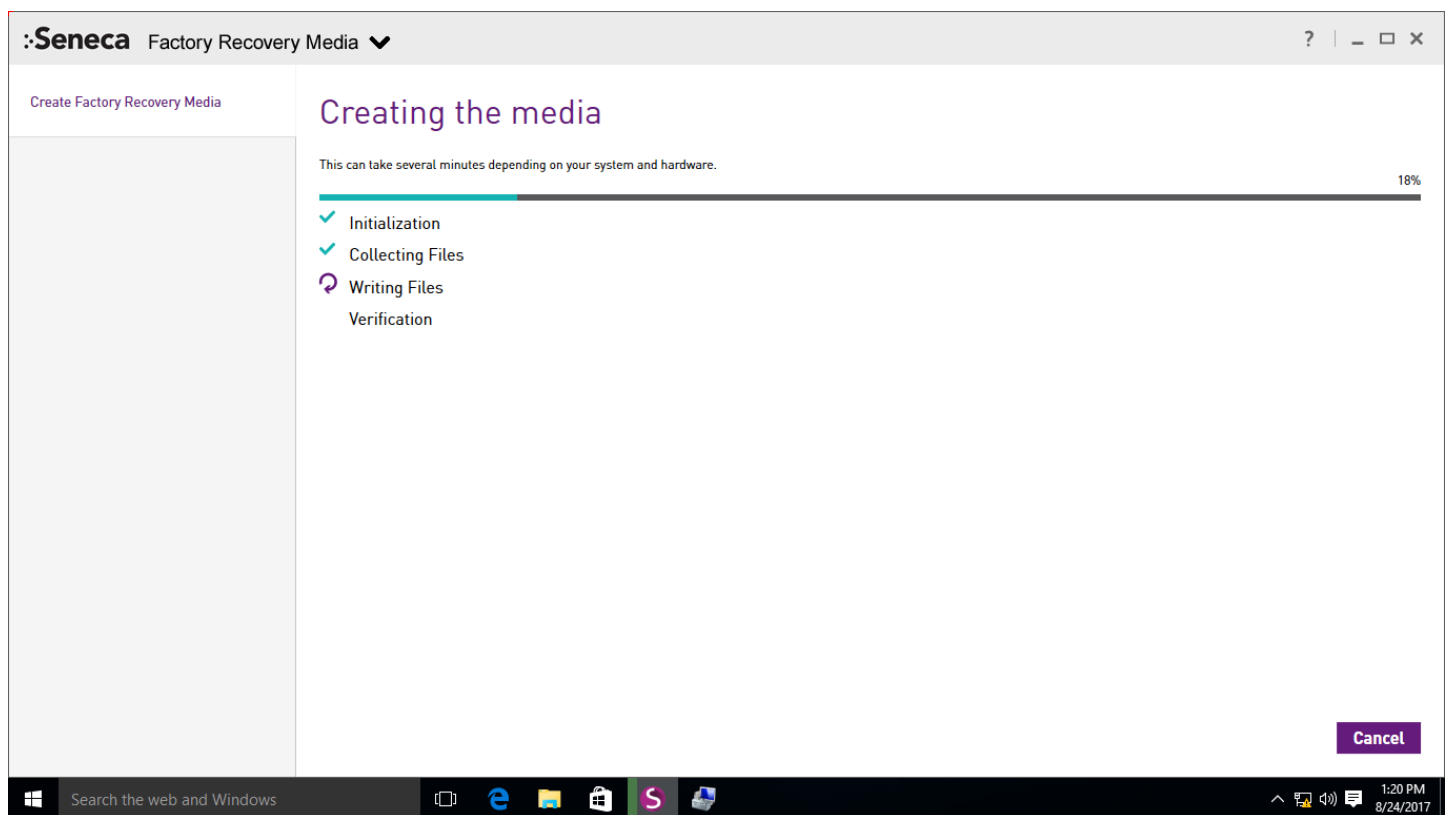 :·Seneca Factory Recovery Media
?
Create Factory Recovery Media
Creating the media
This can take several minutes depending on your system and hardware.
18%
Initialization
Collecting Files
Writing Files
Verification
Cancel
Search the web and Windows
S
1:20 PM
8/24/2017